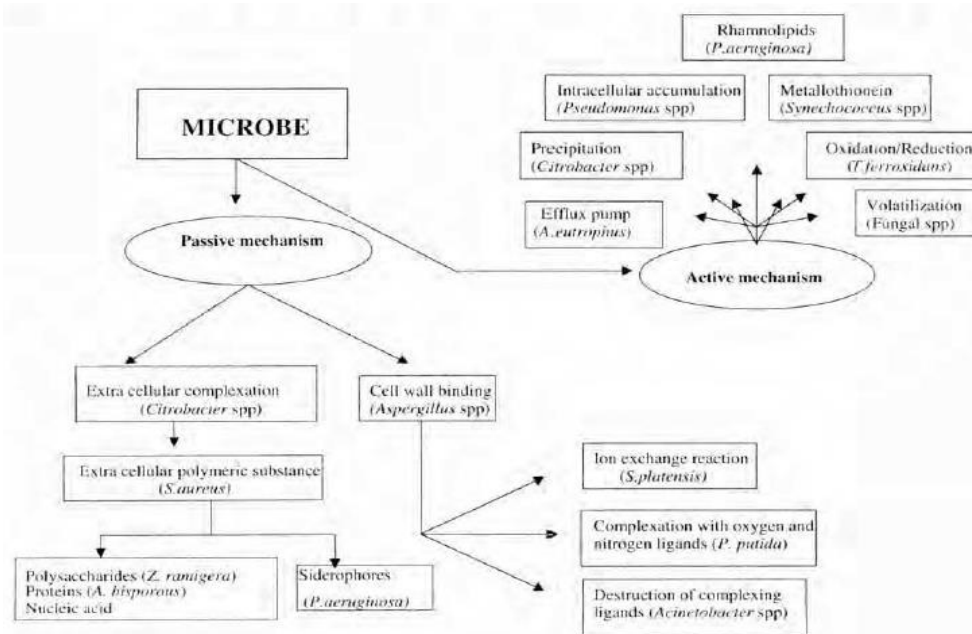 Rhamnolipids
(P.aeruginosa)
Intracellular accumulation
(Pseudomonas spp)
Metallothionein
(Synechococcus spp)
MICROBE
Precipitation
(Citrobacter spp)
Oxidation/Reduction
(T.ferroxidans)
Efflux pump
(A.eutrophus)
Volatilization
(Fungal spp)
Passive mechanism
Active mechanism
Extra cellular complexation
(Citrobacter spp)
Cell wall binding
(Aspergillus spp)
Extra cellular polymeric substance
(S.aureus)
Ion exchange reaction
(S.platensis)
Complexation with oxygen and
nitrogen ligands (P. putida)
Polysaccharides (Z. ramigera)
Proteins (A. bisporous)
Nucleic acid
Siderophores
(P.aeruginosa)
Destruction of complexing
ligands (Acinetobacter spp)